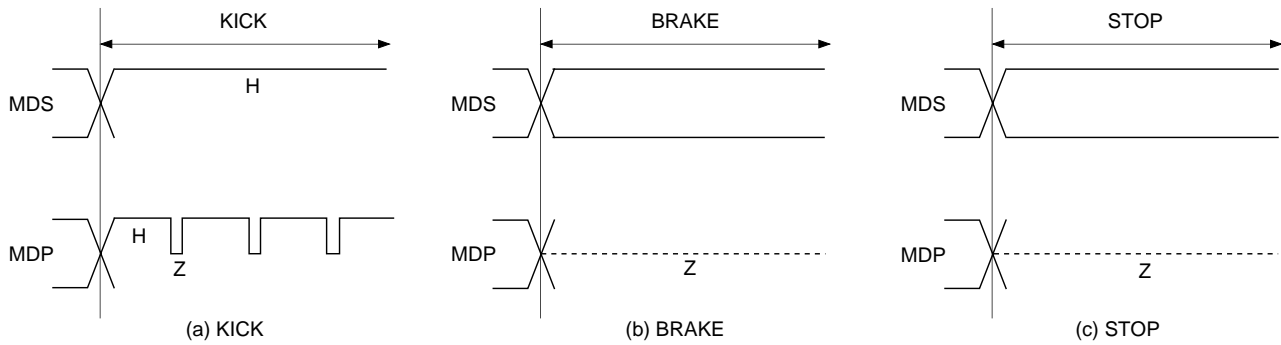 KICK
MDS
H
MDP
H
Z
(a) KICK
BRAKE
MDS
MDP
Z
(b) BRAKE
STOP
MDS
MDP
Z
(c) STOP